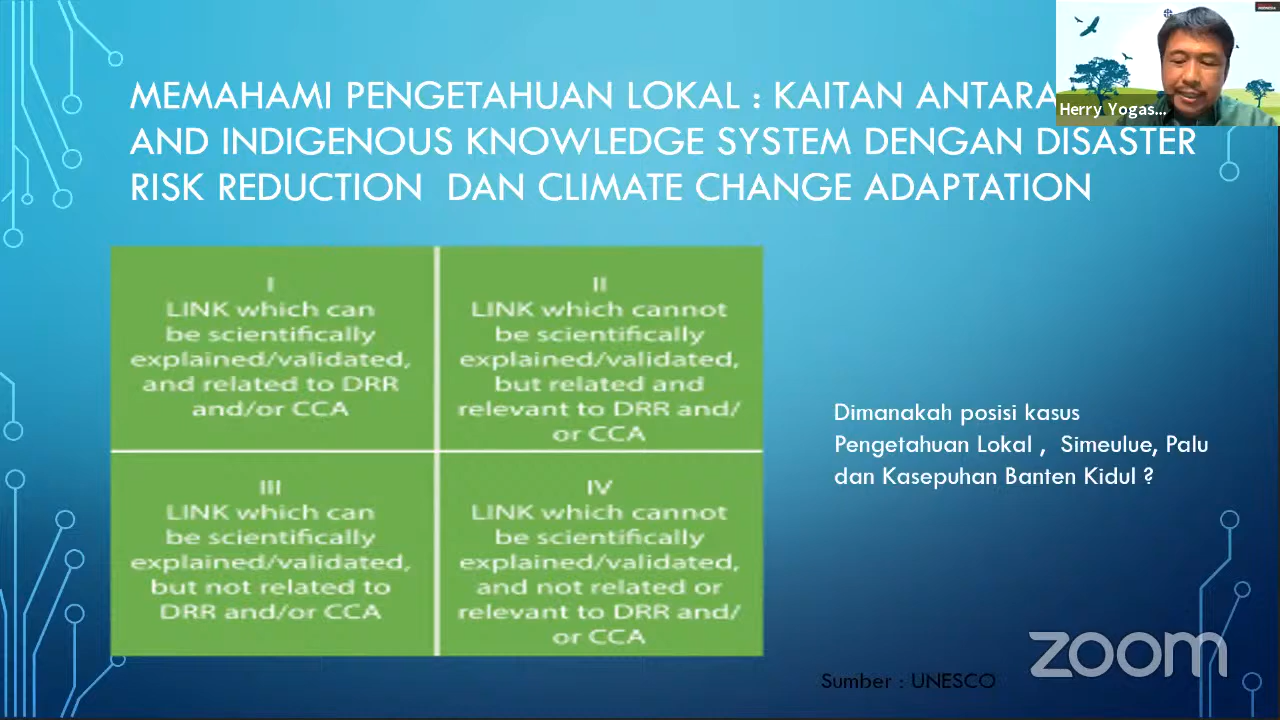 MEMAHAMI PENGETAHUAN LOKAL : KAITAN ANTARA
AND INDIGENOUS KNOWLEDGE SYSTEM DENGAN DISASTER
RISK REDUCTION DAN CLIMATE CHANGE ADAPTATION
Herry Yogas...
I
LINK which can
be scientifically
explained/validated,
and related to DRR
and/or CCA
II
LINK which cannot
be scientifically
explained/validated,
but related and
relevant to DRR and/
or CCA
III
LINK which can
be scientifically
explained/validated,
but not related to
DRR and/or CCA
IV
LINK which cannot
be scientifically
explained/validated,
and not related or
relevant to DRR and/
or CCA
Dimanakah posisi kasus
Pengetahuan Lokal , Simeulue, Palu
dan Kasepuhan Banten Kidul ?
Sumber : UNESCO
zoom